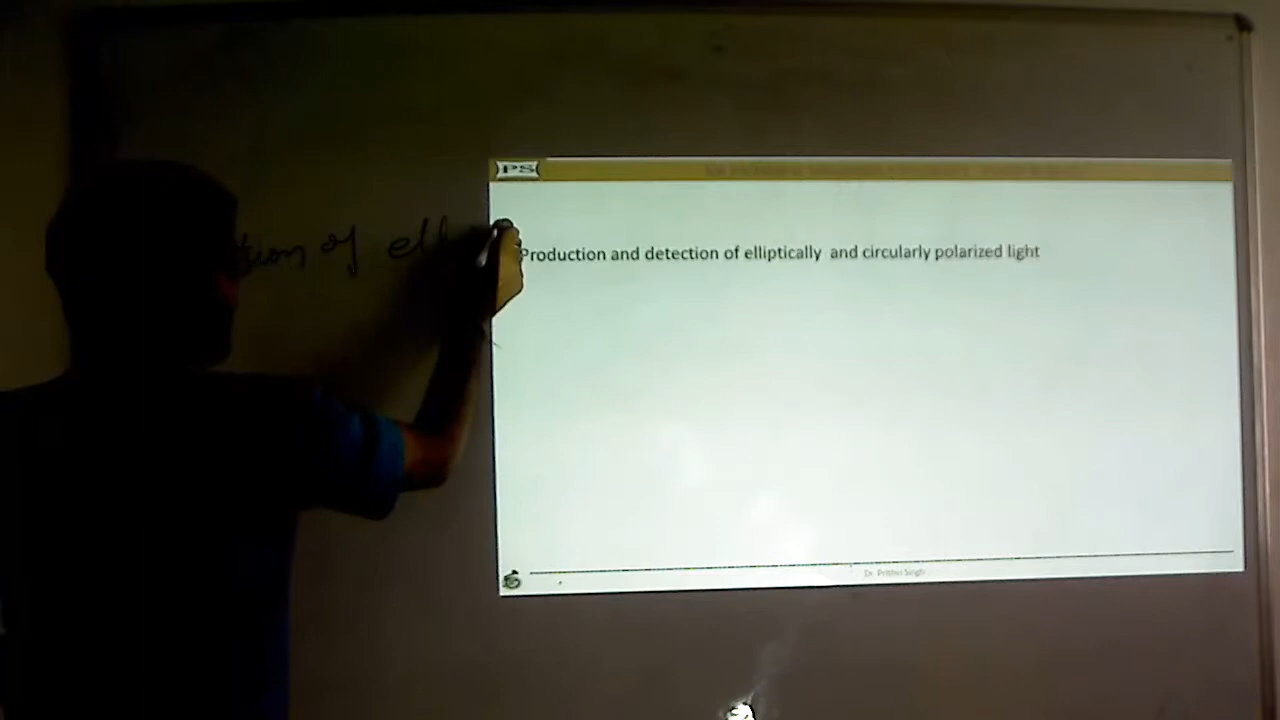 PS
tion of ell
Production and detection of elliptically and circularly polarized light
Dr. Prithvi Singh